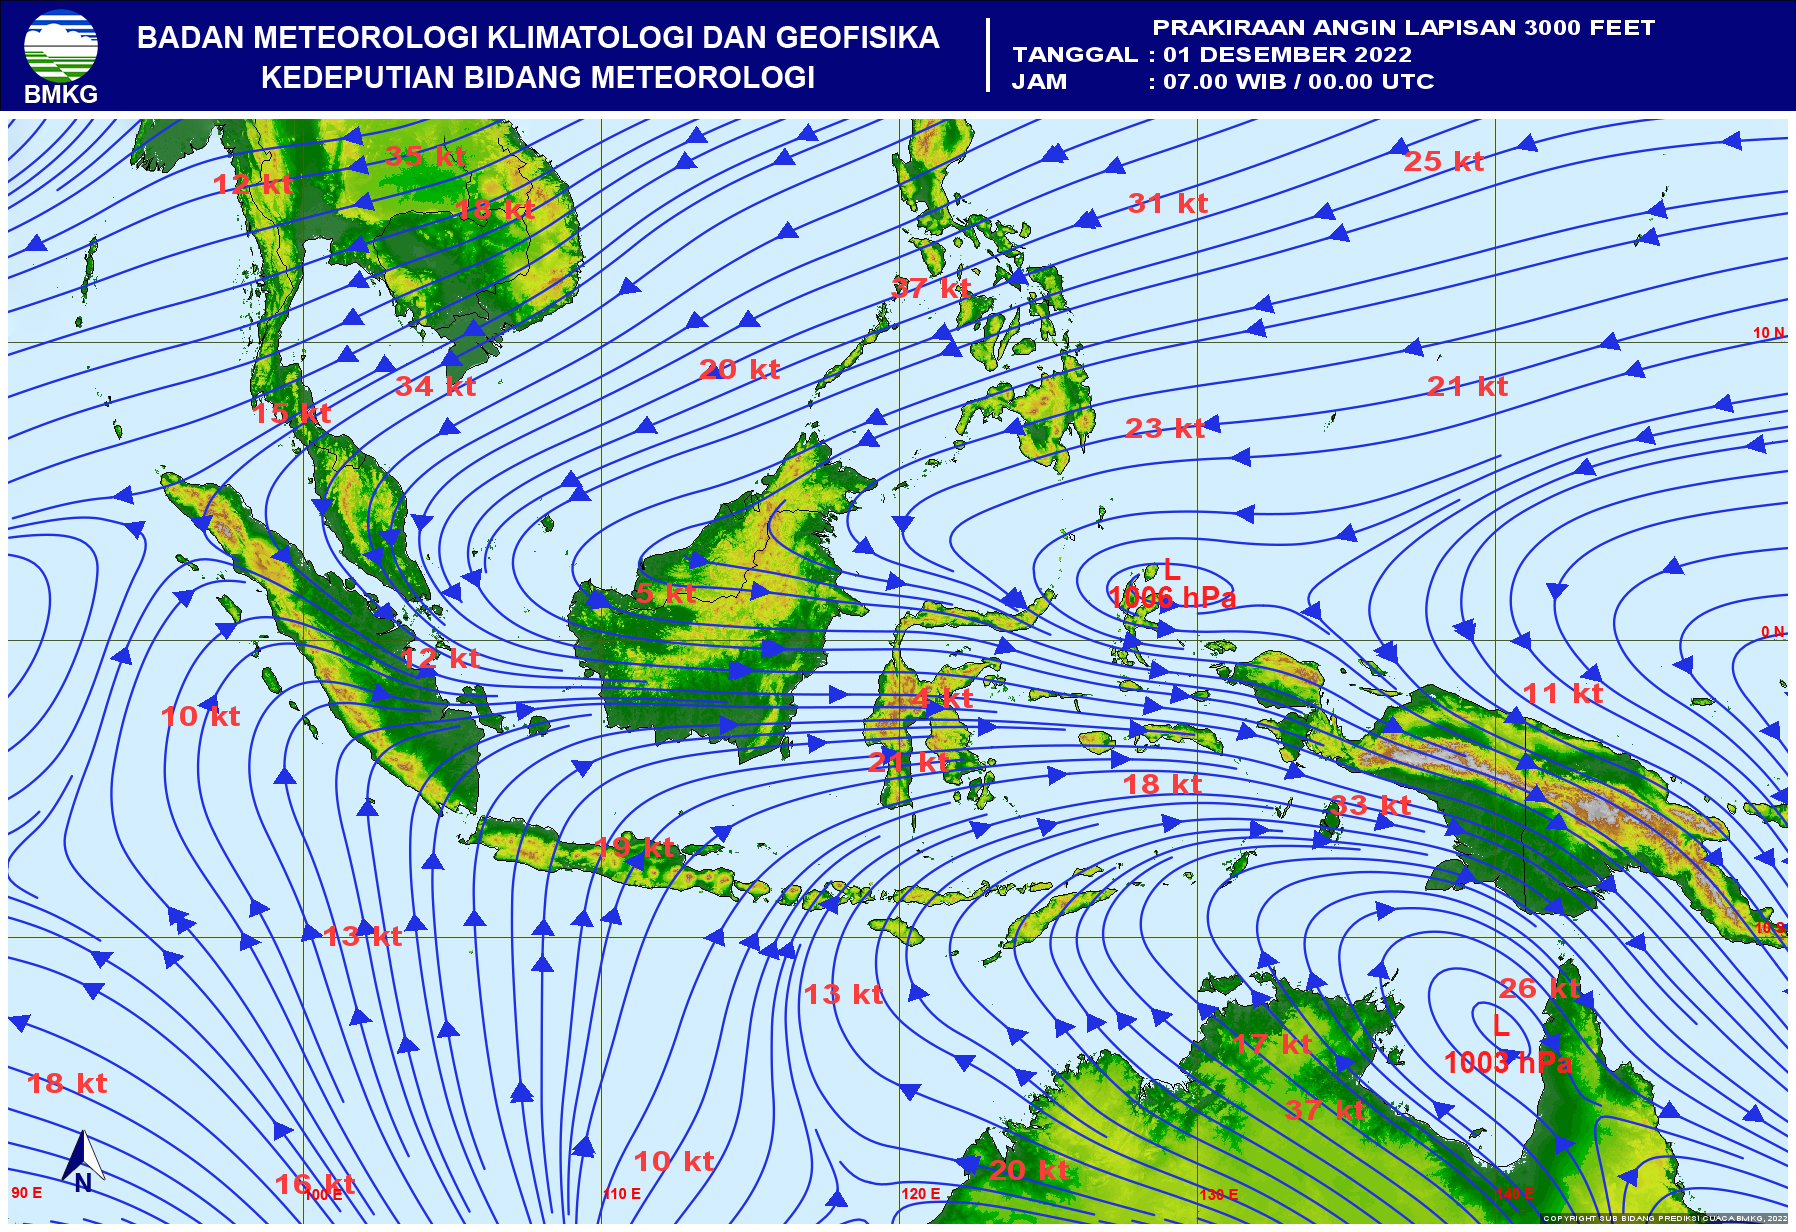 BADAN METEOROLOGI KLIMATOLOGI DAN GEOFISIKA
KEDEPUTIAN BIDANG METEOROLOGI
BMKG
PRAKIRAAN ANGIN LAPISAN 3000 FEET
TANGGAL : 01 DESEMBER 2022
JAM : 07.00 WIB / 00.00 UTC
35 kt
25 kt
12 kt
31 kt
18 kt
37 kt
10 N
20 kt
34 kt
21 kt
15 kt
23 kt
L
1006 hPa
5 kt
0 N
12 kt
4 kt
11 kt
10 kt
21 kt
18 kt
33 kt
19 kt
13 kt
10 S
13 kt
26 kt
L
17 kt
1003 hPa
18 kt
37 kt
10 kt
20 kt
16 kt
N
90 E
100 E
110 E
120 E
130 E
140 E
COPYRIGHT SUB BIDANG PREDIKSI CUACA BMKG, 2022